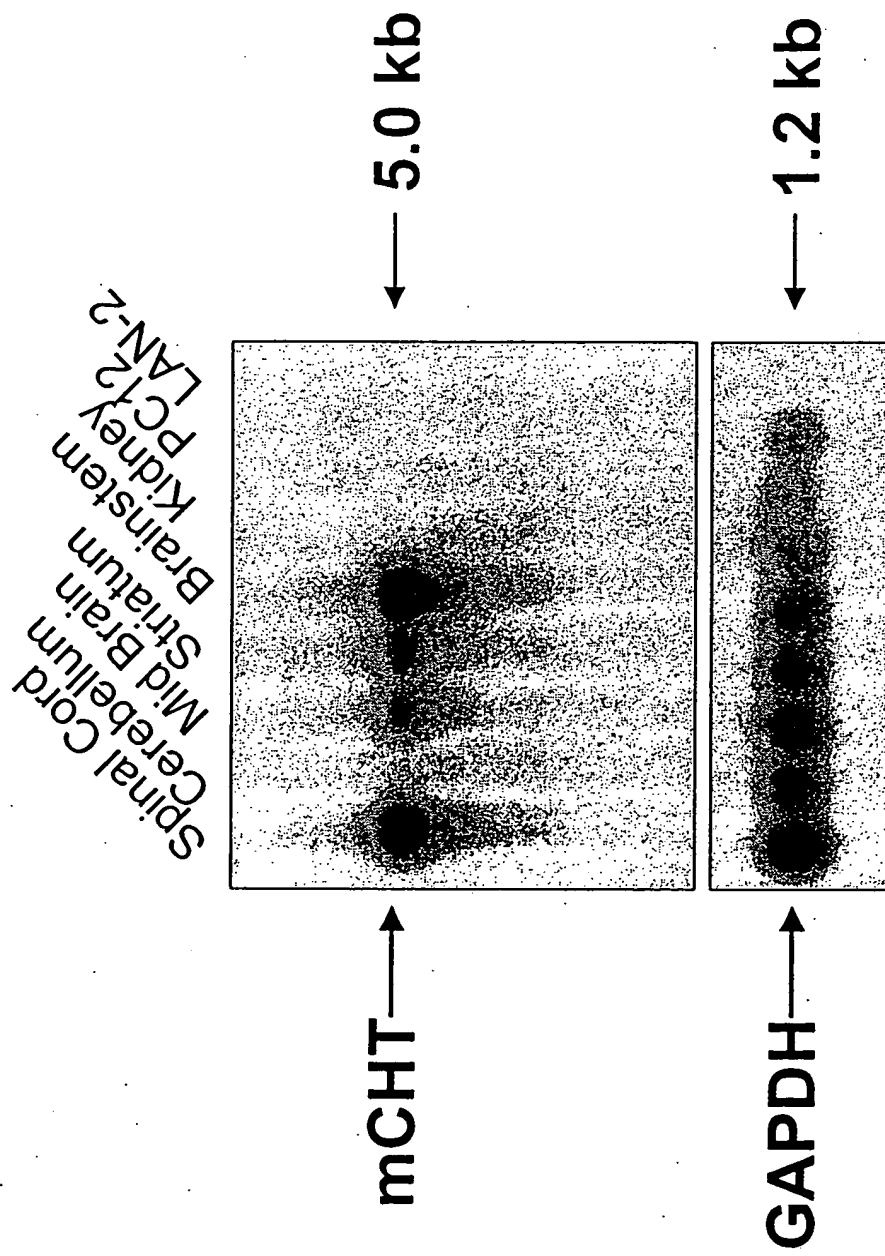 Spinal Cord
Cerebellum
Mid Brain
Striatum
Brainstem
Kidney
PC12
LAN-2
mCHT
5.0 kb
GAPDH
1.2 kb